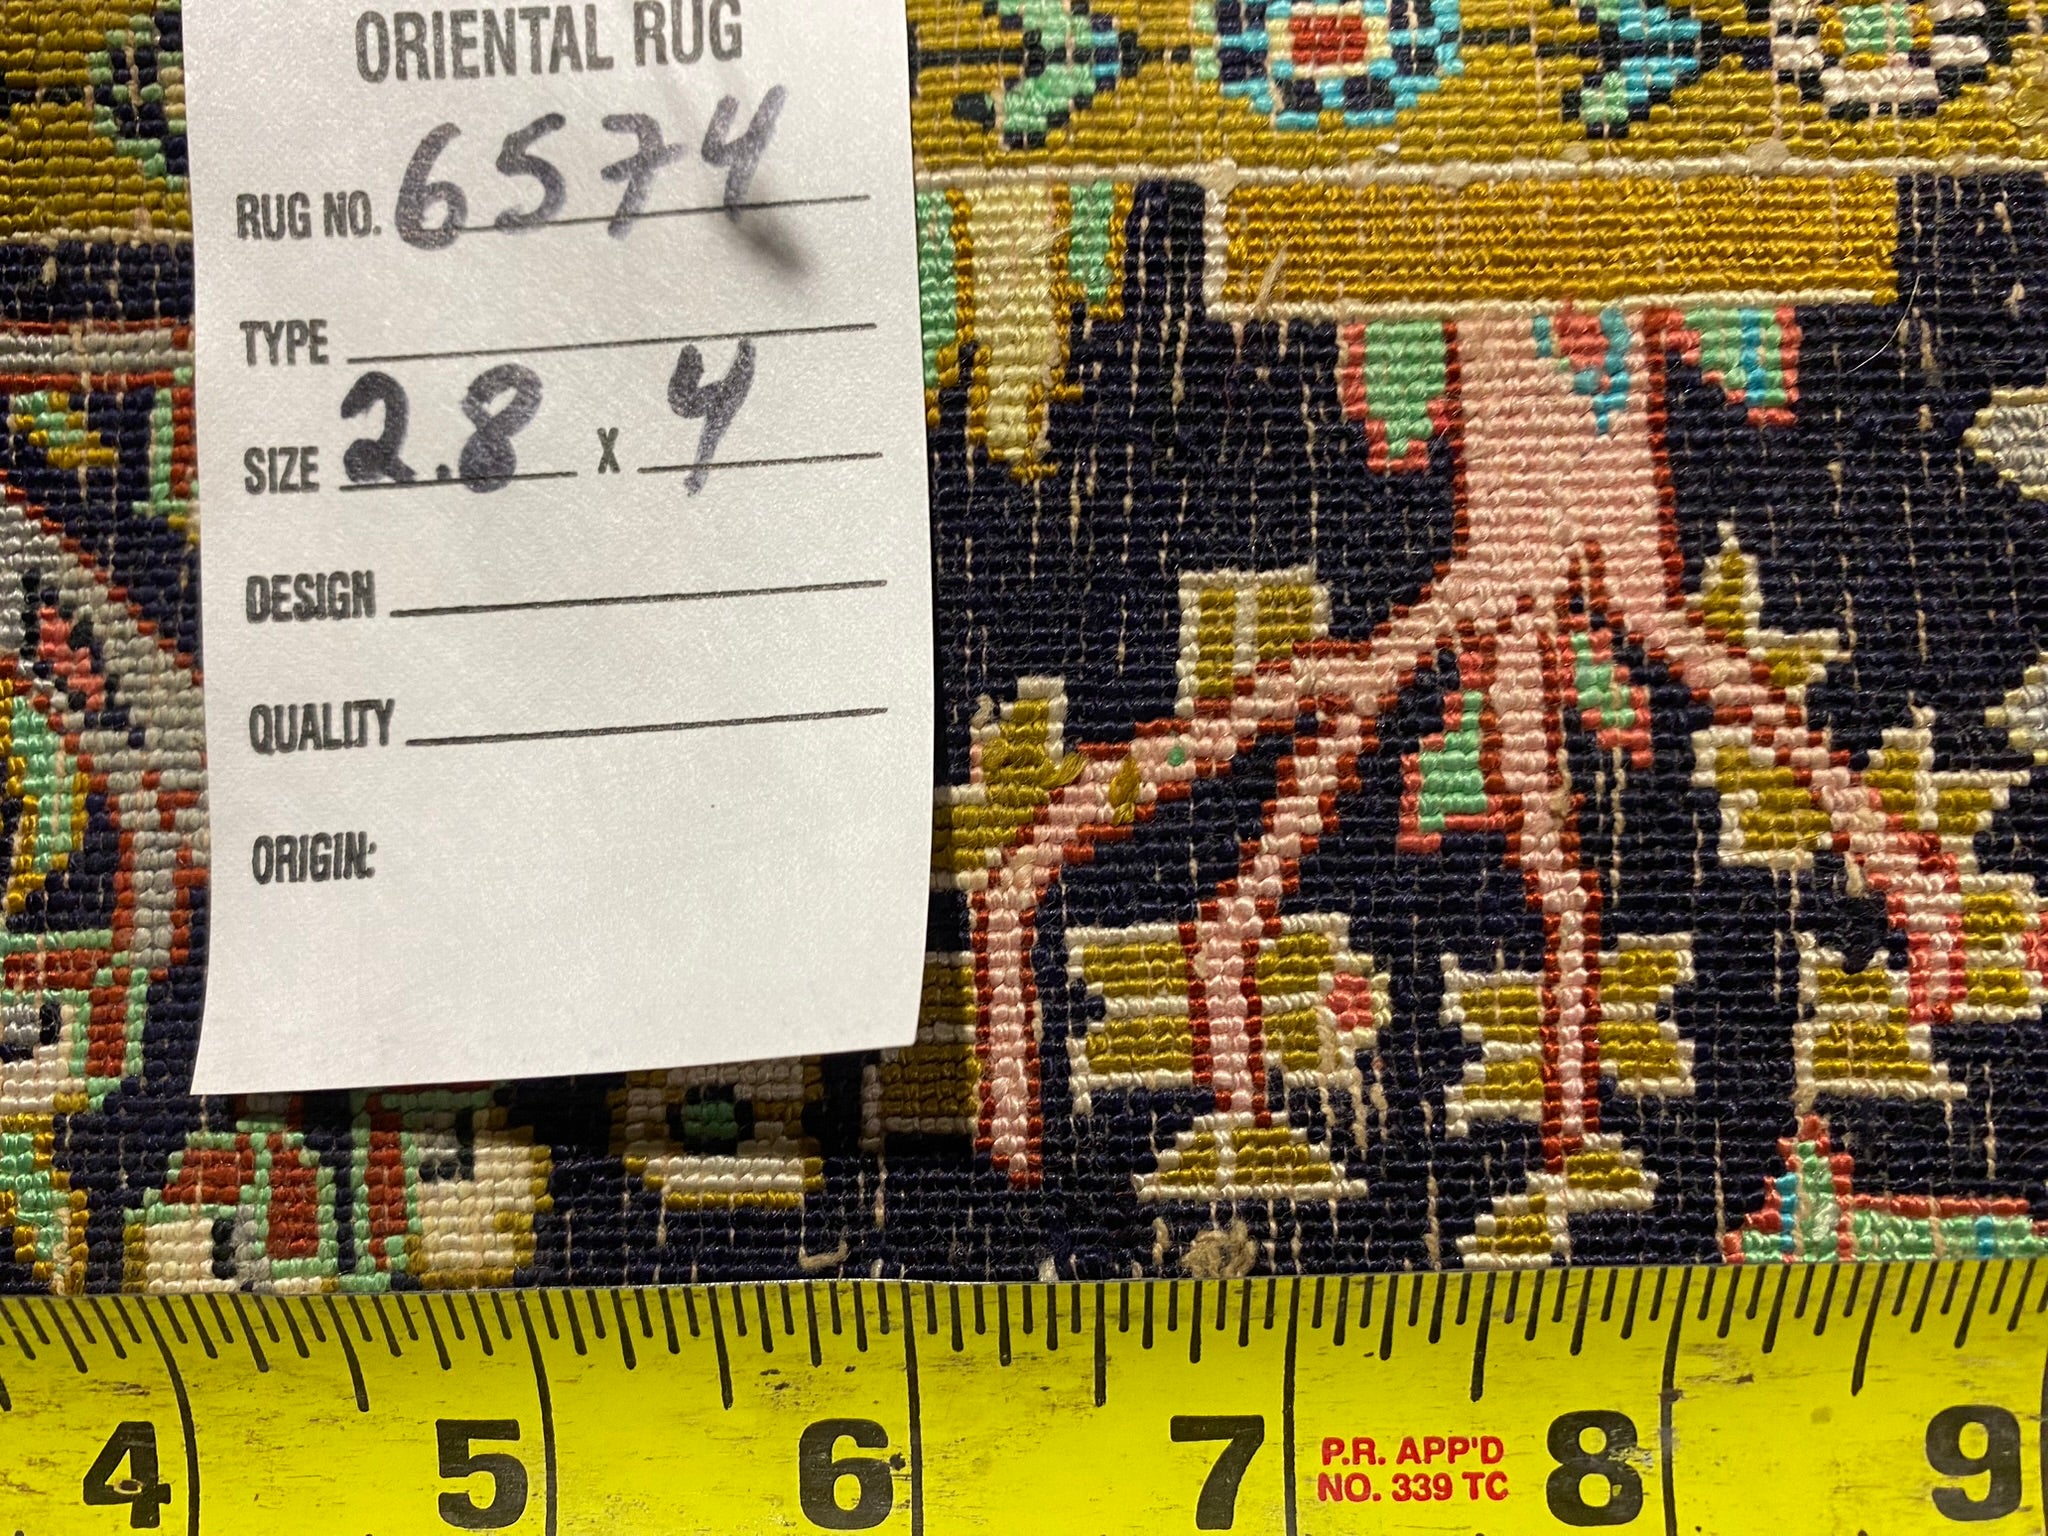 ORIENTAL RUG
RUG NO. 6574
TYPE
SIZE 2.8 X 4
DESIGN
QUALITY
ORIGIN:
4 5 6 7 P.R. APP'D 8 9
NO. 339 TC